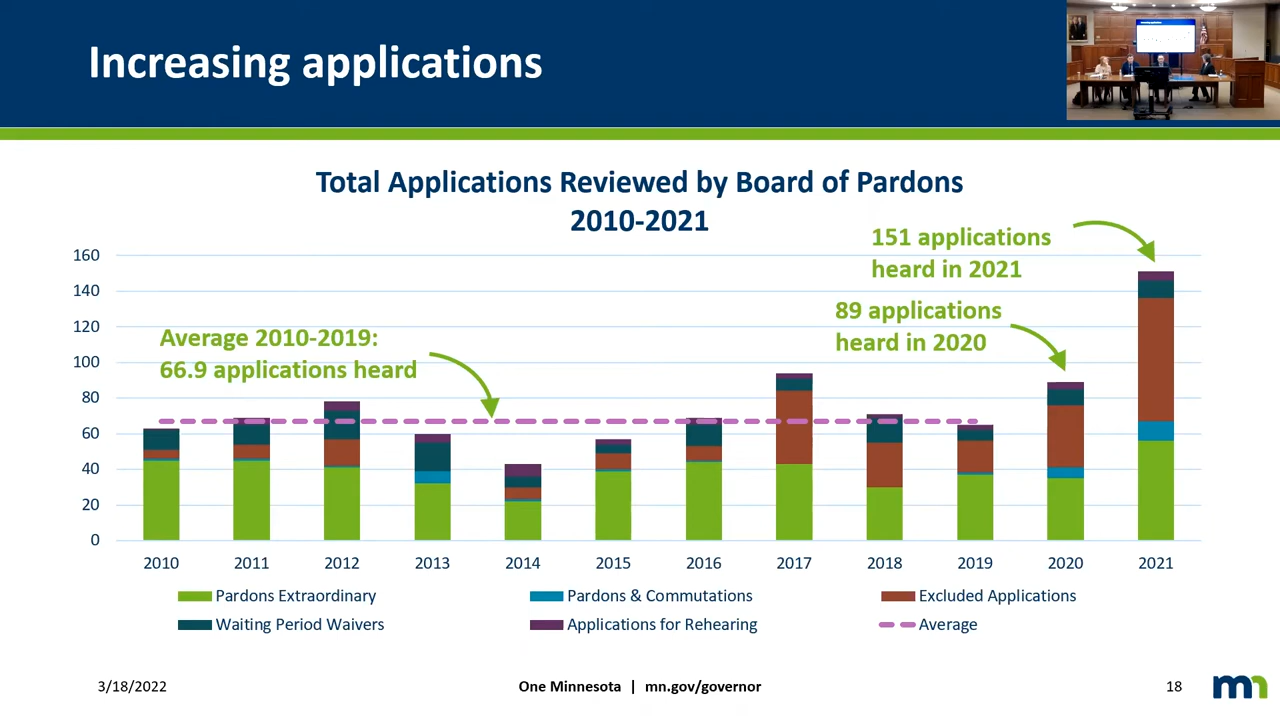 Increasing applications
Total Applications Reviewed by Board of Pardons
2010-2021
151 applications
heard in 2021
89 applications
heard in 2020
Average 2010-2019:
66.9 applications heard
160
140
120
100
80
60
40
20
0
2010 2011 2012 2013 2014 2015 2016 2017 2018 2019 2020 2021
Pardons Extraordinary Pardons & Commutations Excluded Applications
Waiting Period Waivers Applications for Rehearing Average
3/18/2022 One Minnesota | mn.gov/governor 18
mn